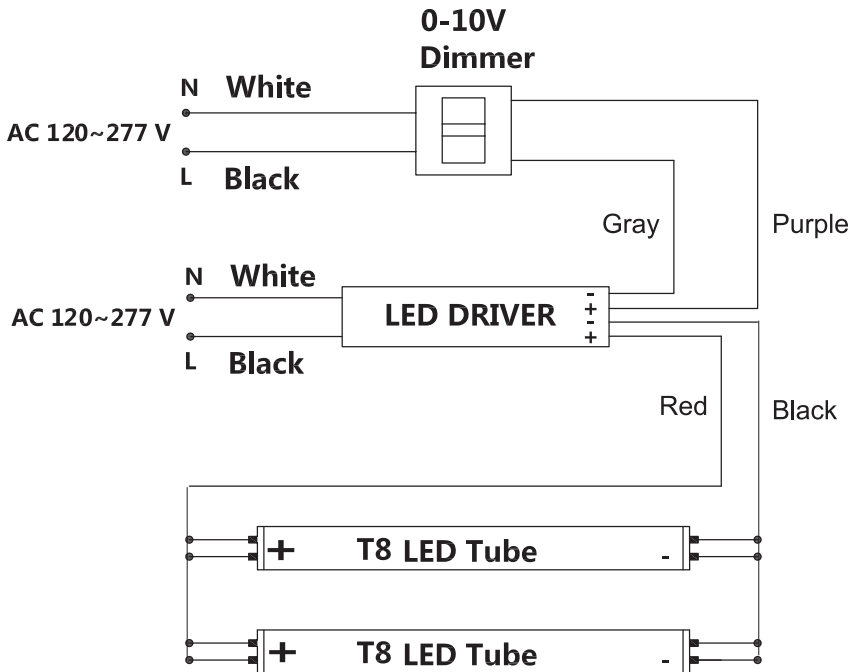 0-10V
Dimmer
N White
AC 120~277 V
L Black
Gray
Purple
N White
AC 120~277 V
L Black
LED DRIVER
-
+
-
+
Red
Black
+ T8 LED Tube -
+ T8 LED Tube -